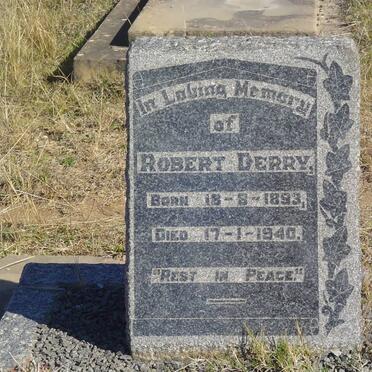 In Loving Memory
of
ROBERT DERRY,
BORN 18-8-1893,
DIED 17-1-1940.
"REST IN PEACE."